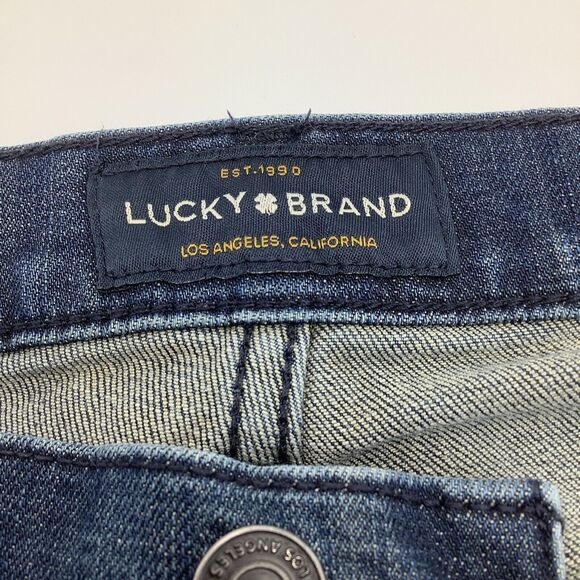 EST. 1990
LUCKY BRAND
LOS ANGELES, CALIFORNIA
LOS ANGELES